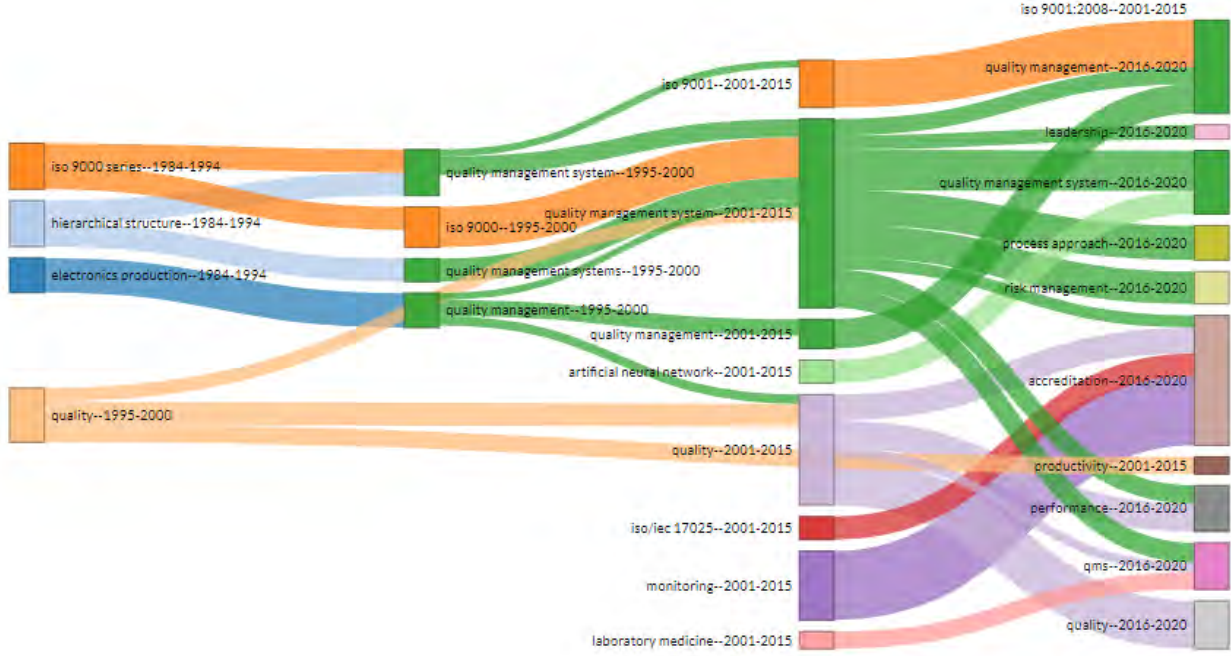 iso 9001:2008--2001-2015
quality management--2016-2020
iso 9001--2001-2015
leadership--2016-2020
iso 9000 series--1984-1994
quality management system--1995-2000
quality management system--2016-2020
quality management system--2001-2015
hierarchical structure--1984-1994
iso 9000--1995-2000
process approach--2016-2020
electronics production--1984-1994
quality management systems--1995-2000
risk management--2016-2020
quality management--1995-2000
quality management--2001-2015
artificial neural network--2001-2015
accreditation--2016-2020
quality--1995-2000
quality--2001-2015
productivity--2001-2015
performance--2016-2020
iso/iec 17025--2001-2015
qms--2016-2020
monitoring--2001-2015
quality--2016-2020
laboratory medicine--2001-2015